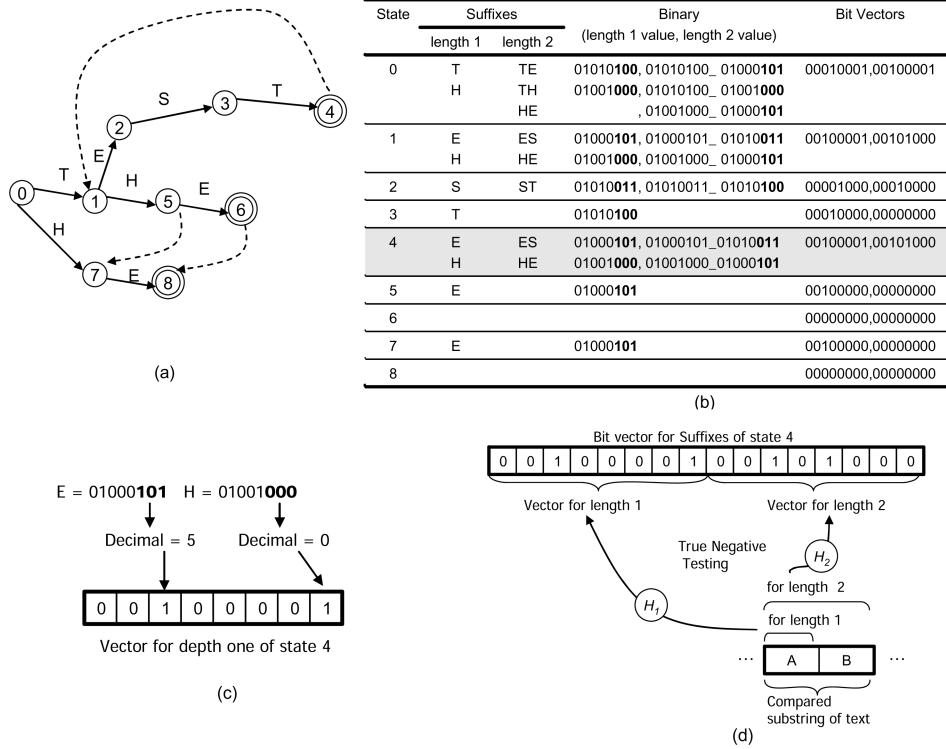 (a)
0
T
H
1
E
H
2
S
3
T
4
5
E
6
7
E
8
State Suffixes Binary Bit Vectors
length 1 length 2 (length 1 value, length 2 value)
0 T TE 01010100, 01010100_ 01000101 00010001,00100001
H TH 01001000, 01010100_ 01001000
HE , 01001000_ 01000101
1 E ES 01000101, 01000101_ 01010011 00100001,00101000
H HE 01001000, 01001000_ 01000101
2 S ST 01010011, 01010011_ 01010100 00001000,00010000
3 T 01010100 00010000,00000000
4 E ES 01000101, 01000101_01010011 00100001,00101000
H HE 01001000, 01001000_01000101
5 E 01000101 00100000,00000000
6 00000000,00000000
7 E 01000101 00100000,00000000
8 00000000,00000000
(a)
(b)
E = 01000101 H = 01001000
Decimal = 5 Decimal = 0
0 0 1 0 0 0 0 1
Vector for depth one of state 4
(c)
Bit vector for Suffixes of state 4
0 0 1 0 0 0 0 1 0 0 1 0 1 0 0 0
Vector for length 1 Vector for length 2
True Negative
Testing
H2
for length 2
H1
for length 1
... A B ...
Compared
substring of text
(d)